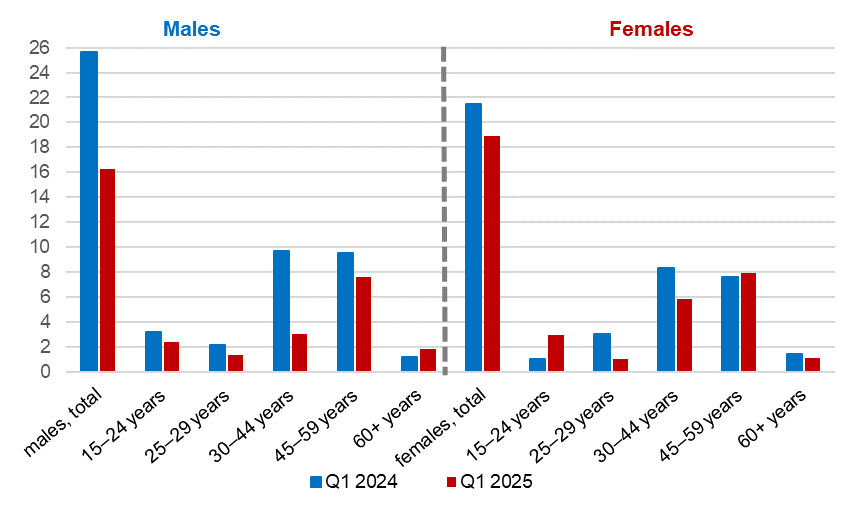 Males
Females
26
24
22
20
18
16
14
12
10
8
6
4
2
0
males, total
15–24 years
25–29 years
30–44 years
45–59 years
60+ years
females, total
15–24 years
25–29 years
30–44 years
45–59 years
60+ years
Q1 2024
Q1 2025